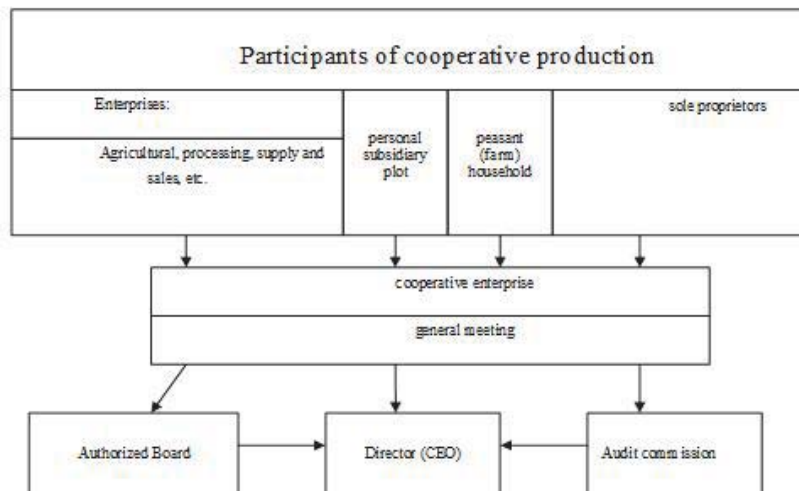 Participants of cooperative production
Enterprises:
Agricultural, processing, supply and
sales, etc.
personal
subsidiary
plot
peasant
(farm)
household
sole proprietors
cooperative enterprise
general meeting
Authorized Board
Director (CEO)
Audit commission